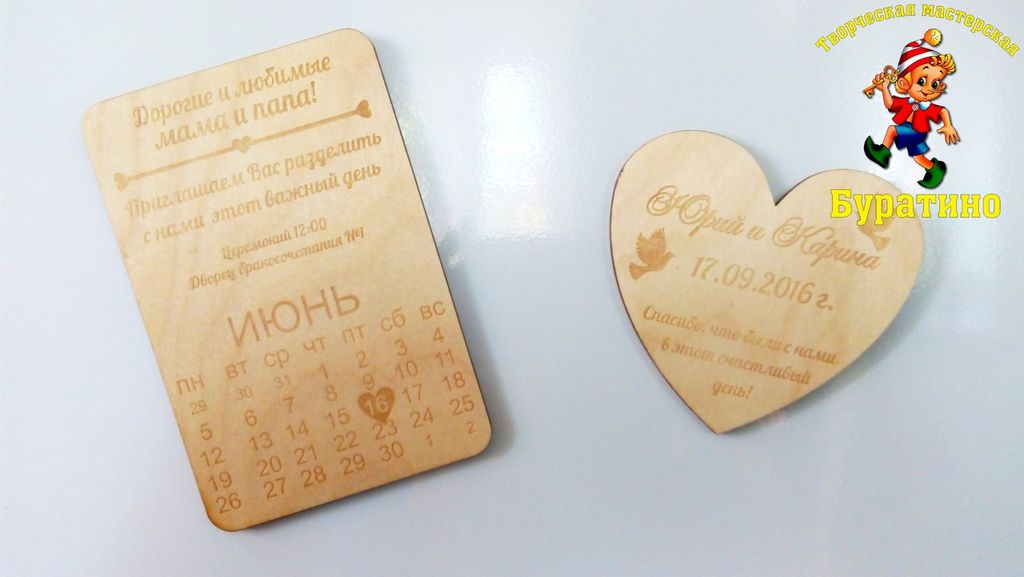 Дорогие и любимые
мама и папа!
Приглашаем Вас разделить
с нами этот важный день
Церемоний 12:00
Дворец бракосочетания №1
ИЮНЬ
пн вт ср чт пт сб вс
29 30 31 1 2 3 4
5 6 7 8 9 10 11
12 13 14 15 16 17 18
19 20 21 22 23 24 25
26 27 28 29 30 1 2
Юрий и Карина
17.09.2016 г.
Спасибо, что были с нами
в этот счастливый
день!
Творческая мастерская
Буратино